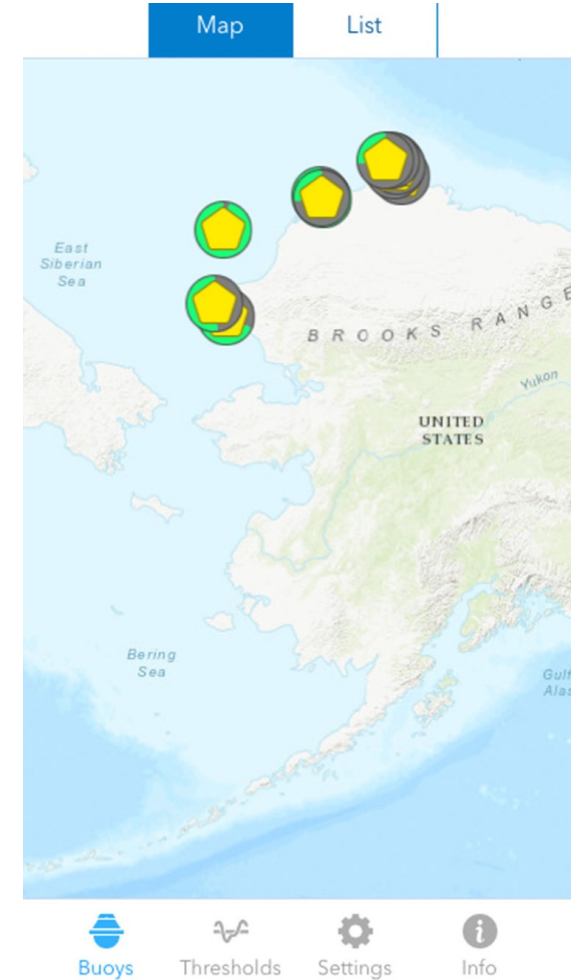 Map
List
East
Siberian
Sea
BROOKS RANGE
Yukon
UNITED
STATES
Bering
Sea
Gulf
Alas
Buoys
Thresholds
Settings
Info